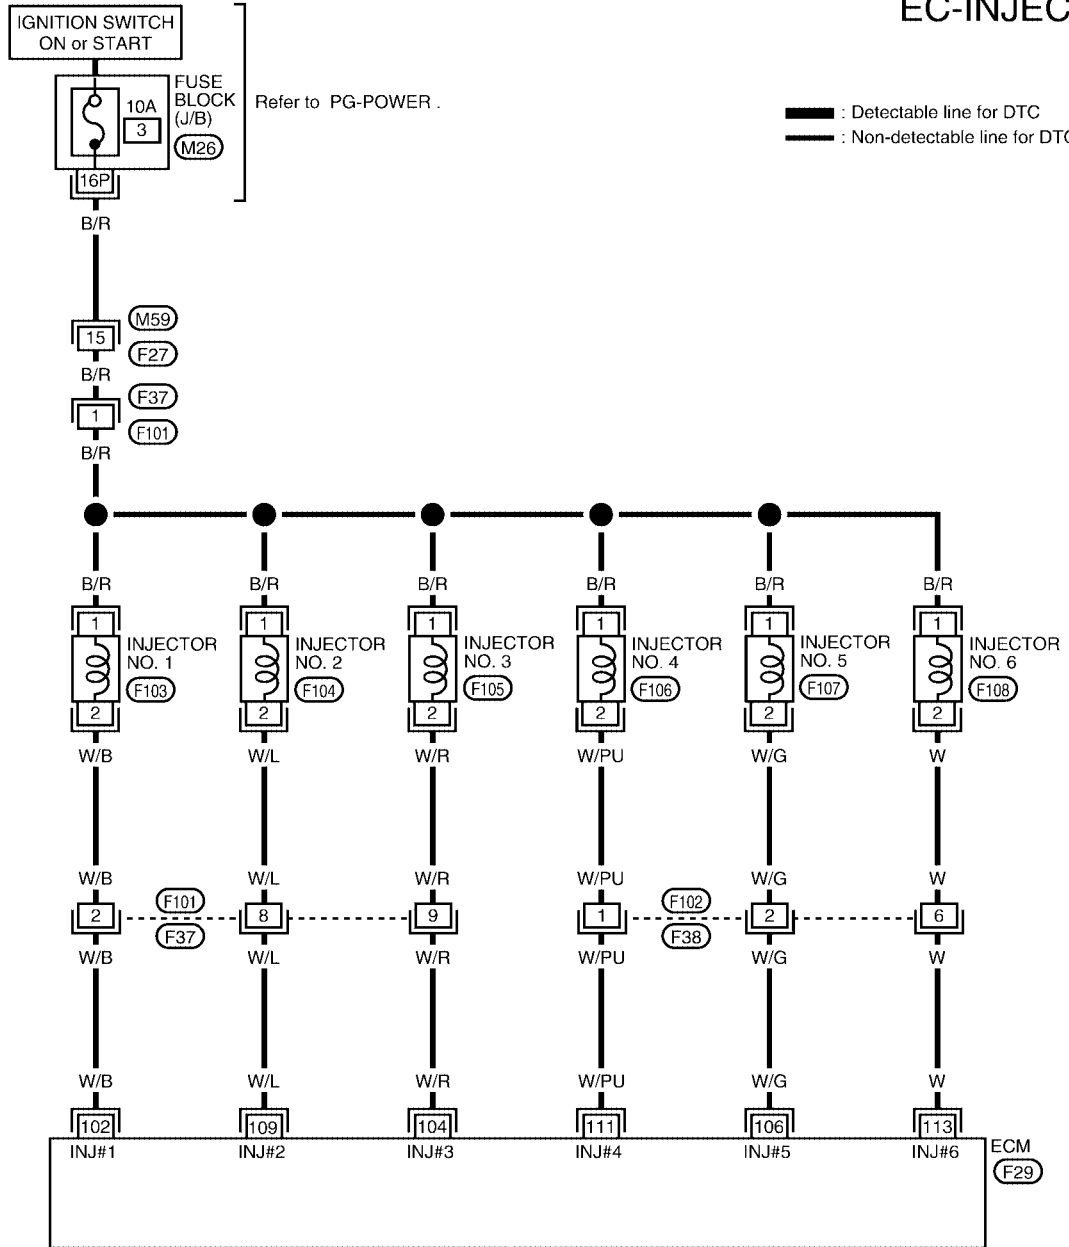 EC-INJEC
IGNITION SWITCH
ON or START
FUSE
BLOCK
(J/B)
10A
3
M26
Refer to PG-POWER .
: Detectable line for DTC
: Non-detectable line for DTC
16P
B/R
M59
15
F27
B/R
F37
1
F101
B/R
B/R B/R B/R B/R B/R B/R
1 1 1 1 1 1
INJECTOR
NO. 1
F103
INJECTOR
NO. 2
F104
INJECTOR
NO. 3
F105
INJECTOR
NO. 4
F106
INJECTOR
NO. 5
F107
INJECTOR
NO. 6
F108
2 2 2 2 2 2
W/B W/L W/R W/PU W/G W
W/B W/L W/R W/PU W/G W
F101 F102
2 8 9 1 2 6
F37 F38
W/B W/L W/R W/PU W/G W
W/B W/L W/R W/PU W/G W
102 109 104 111 106 113
INJ#1 INJ#2 INJ#3 INJ#4 INJ#5 INJ#6
ECM
F29